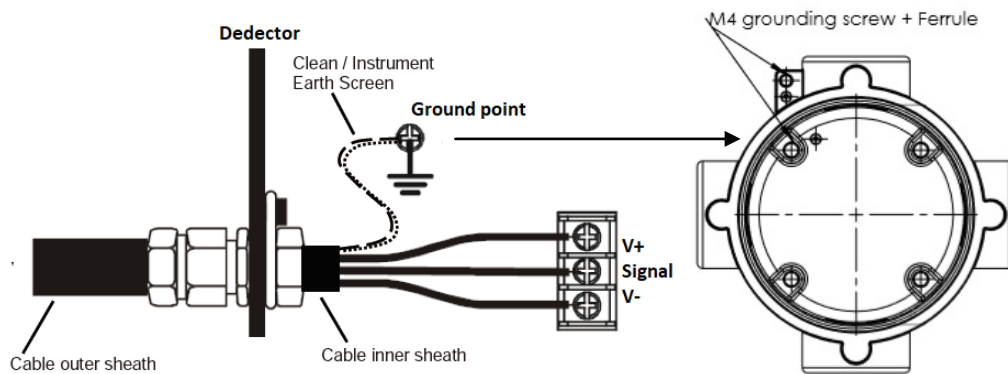 M4 grounding screw + Ferrule
Dedector
Clean / Instrument
Earth Screen
Ground point
V+
Signal
V-
Cable outer sheath
Cable inner sheath